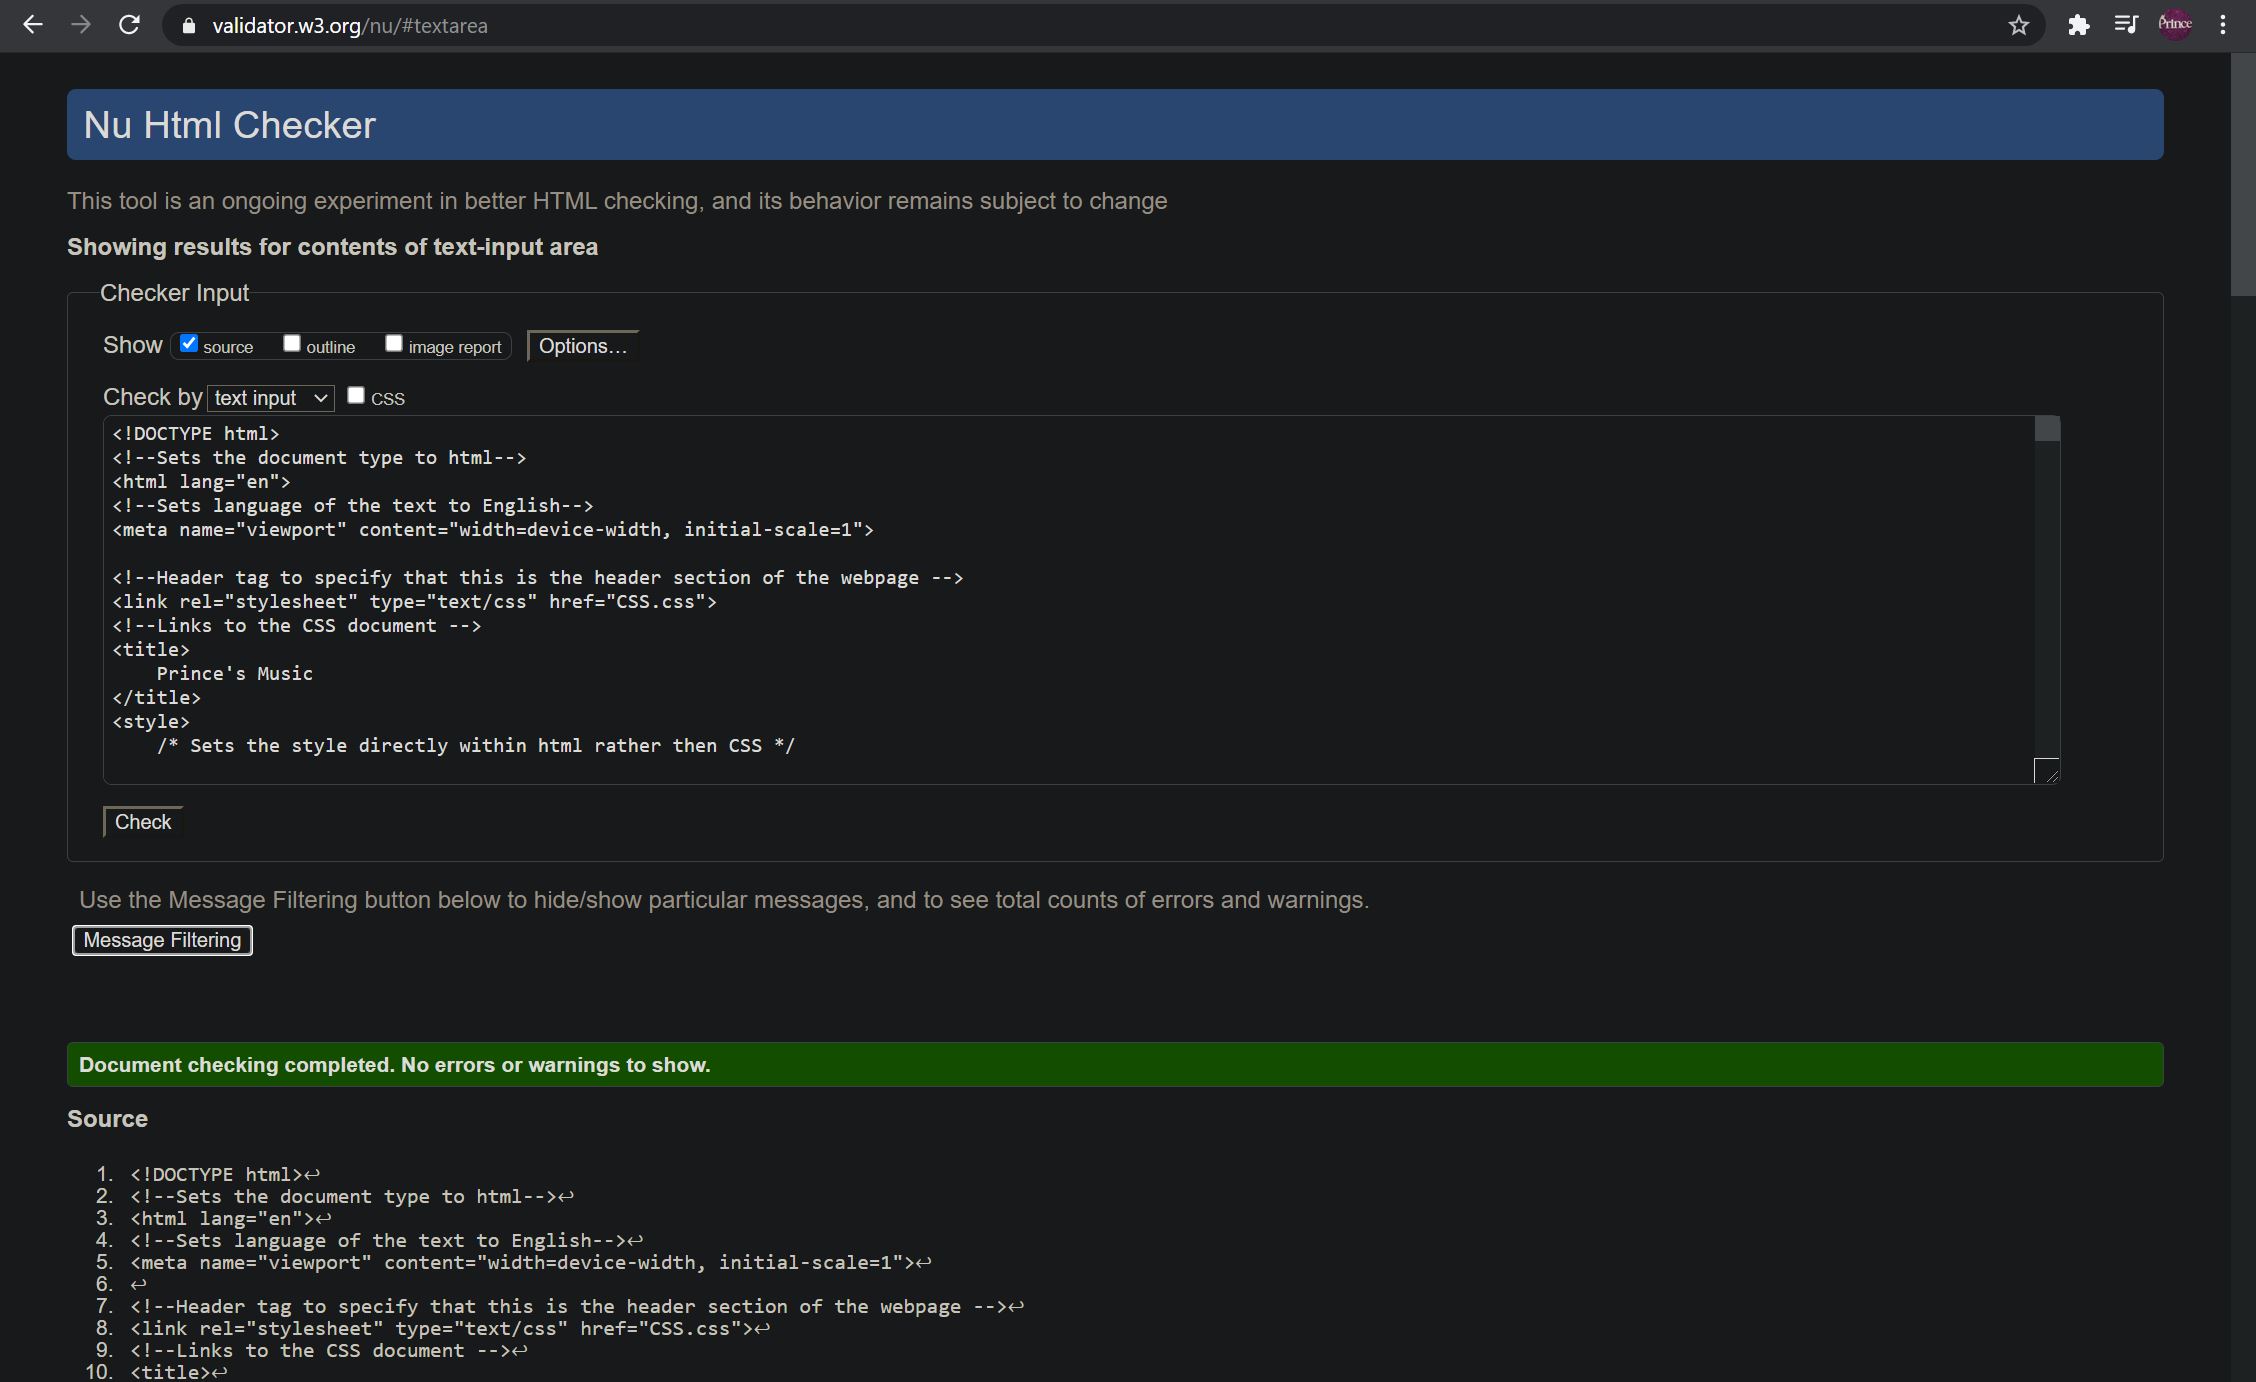 validator.w3.org/nu/#textarea
Prince
Nu Html Checker
This tool is an ongoing experiment in better HTML checking, and its behavior remains subject to change
Showing results for contents of text-input area
Checker Input
Show source outline image report Options...
Check by text input CSS
<!DOCTYPE html>
<!--Sets the document type to html-->
<html lang="en">
<!--Sets language of the text to English-->
<meta name="viewport" content="width=device-width, initial-scale=1">
<!--Header tag to specify that this is the header section of the webpage -->
<link rel="stylesheet" type="text/css" href="CSS.css">
<!--Links to the CSS document -->
<title>
Prince's Music
</title>
<style>
/* Sets the style directly within html rather then CSS */
Check
Use the Message Filtering button below to hide/show particular messages, and to see total counts of errors and warnings.
Message Filtering
Document checking completed. No errors or warnings to show.
Source
1. <!DOCTYPE html>↩
2. <!--Sets the document type to html-->↩
3. <html lang="en">↩
4. <!--Sets language of the text to English-->↩
5. <meta name="viewport" content="width=device-width, initial-scale=1">↩
6. ↩
7. <!--Header tag to specify that this is the header section of the webpage -->↩
8. <link rel="stylesheet" type="text/css" href="CSS.css">↩
9. <!--Links to the CSS document -->↩
10. <title>↩